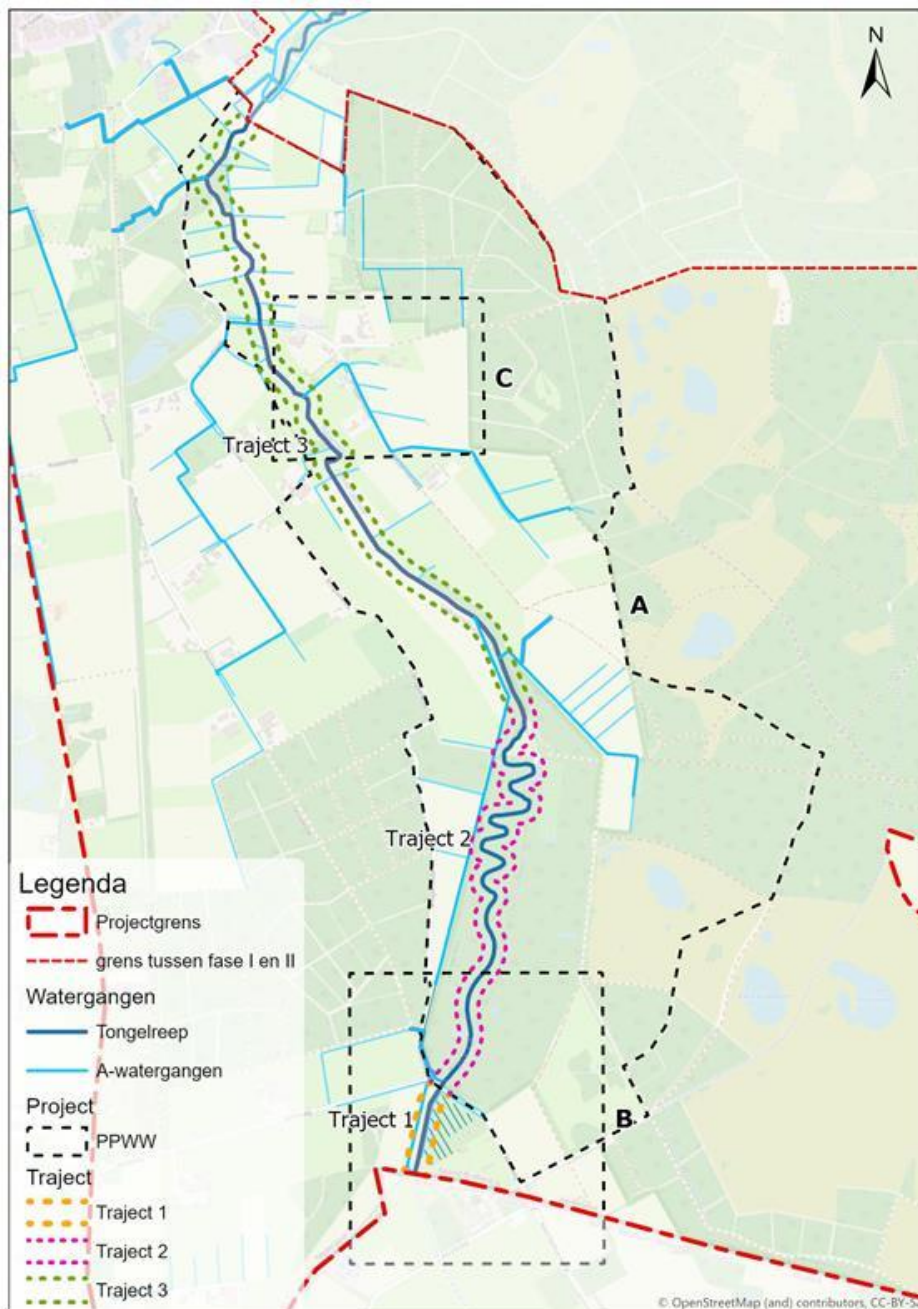 N
C
Traject 3
A
Traject 2
Legenda
Projectgrens
grens tussen fase I en II
Watergangen
Tongelreep
A-watergangen
Project
PPWW
Traject
Traject 1
Traject 2
Traject 3
Traject 1
B
© OpenStreetMap (and) contributors, CC-BY-S